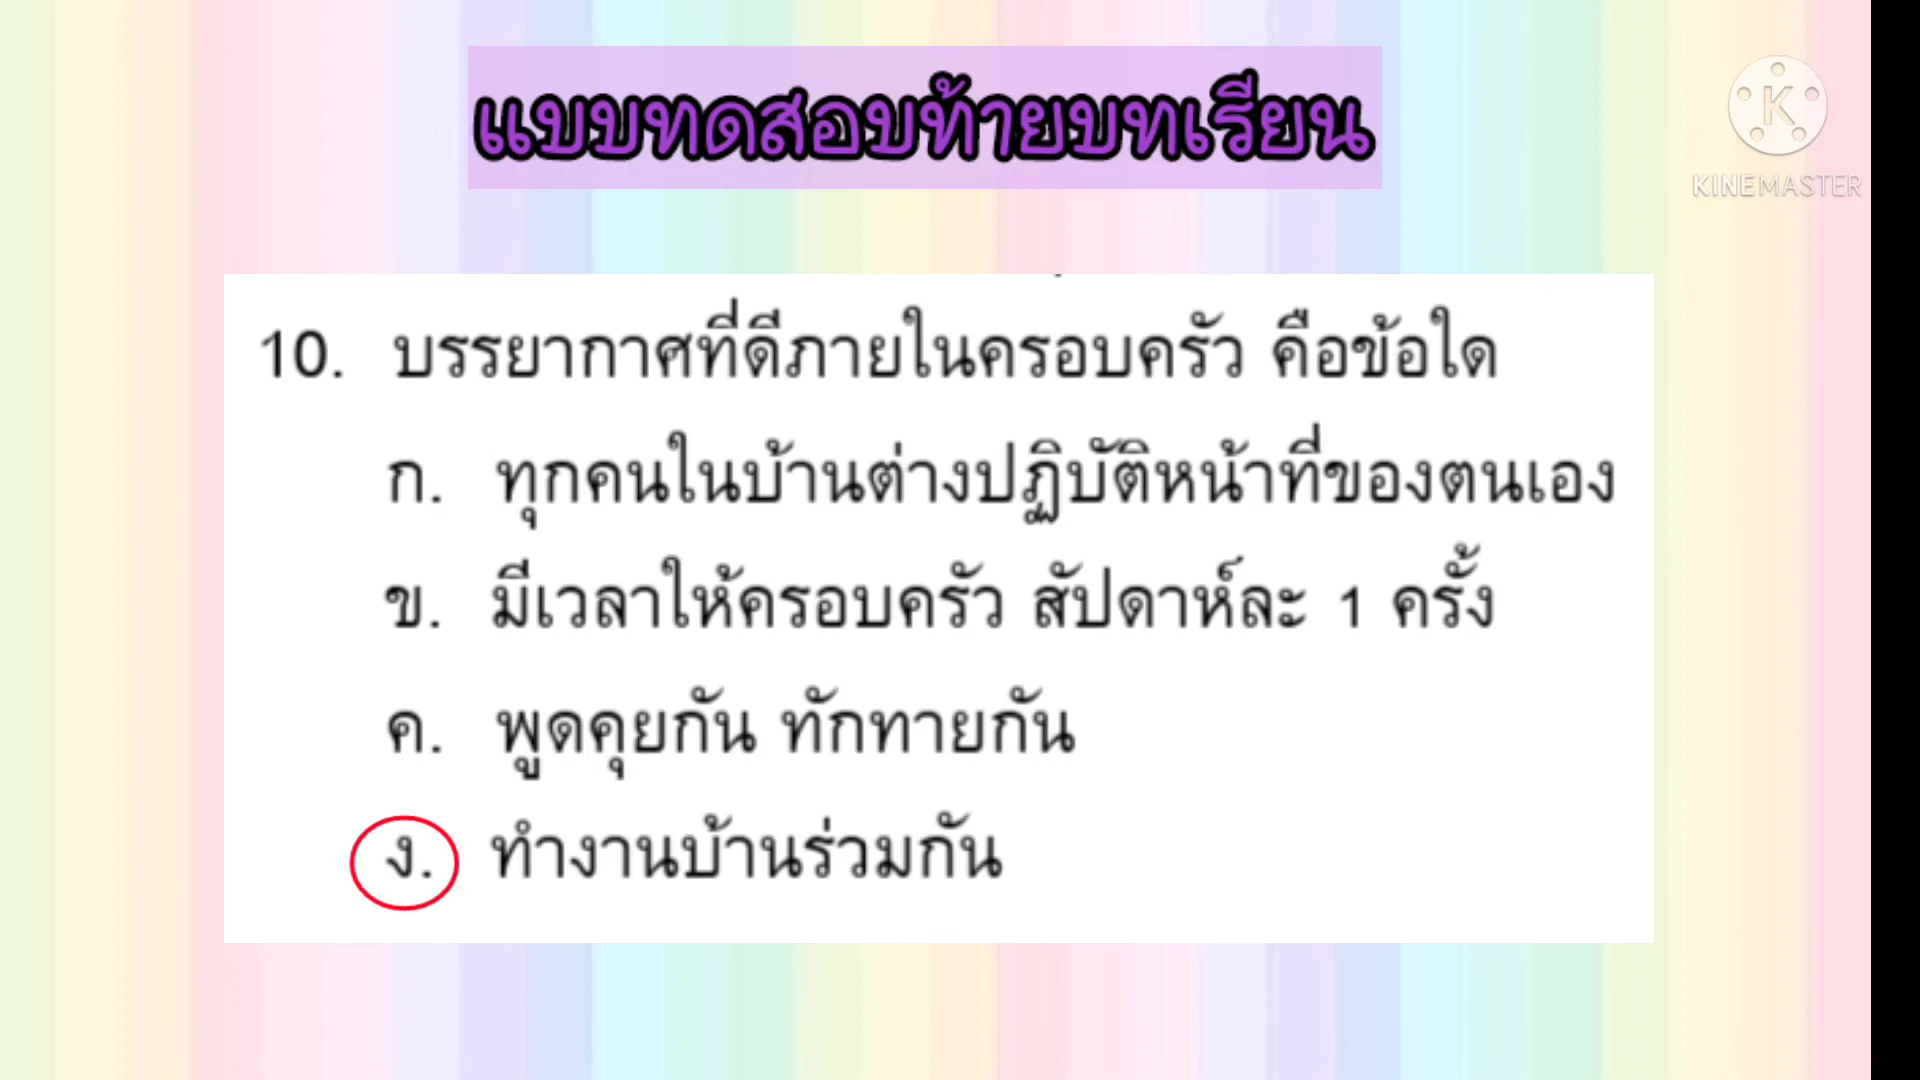 แบบทดสอบท้ายบทเรียน
KINEMASTER
10. บรรยากาศที่ดีภายในครอบครัว คือข้อใด
ก. ทุกคนในบ้านต่างปฏิบัติหน้าที่ของตนเอง
ข. มีเวลาให้ครอบครัว สัปดาห์ละ 1 ครั้ง
ค. พูดคุยกัน ทักทายกัน
ง. ทำงานบ้านร่วมกัน